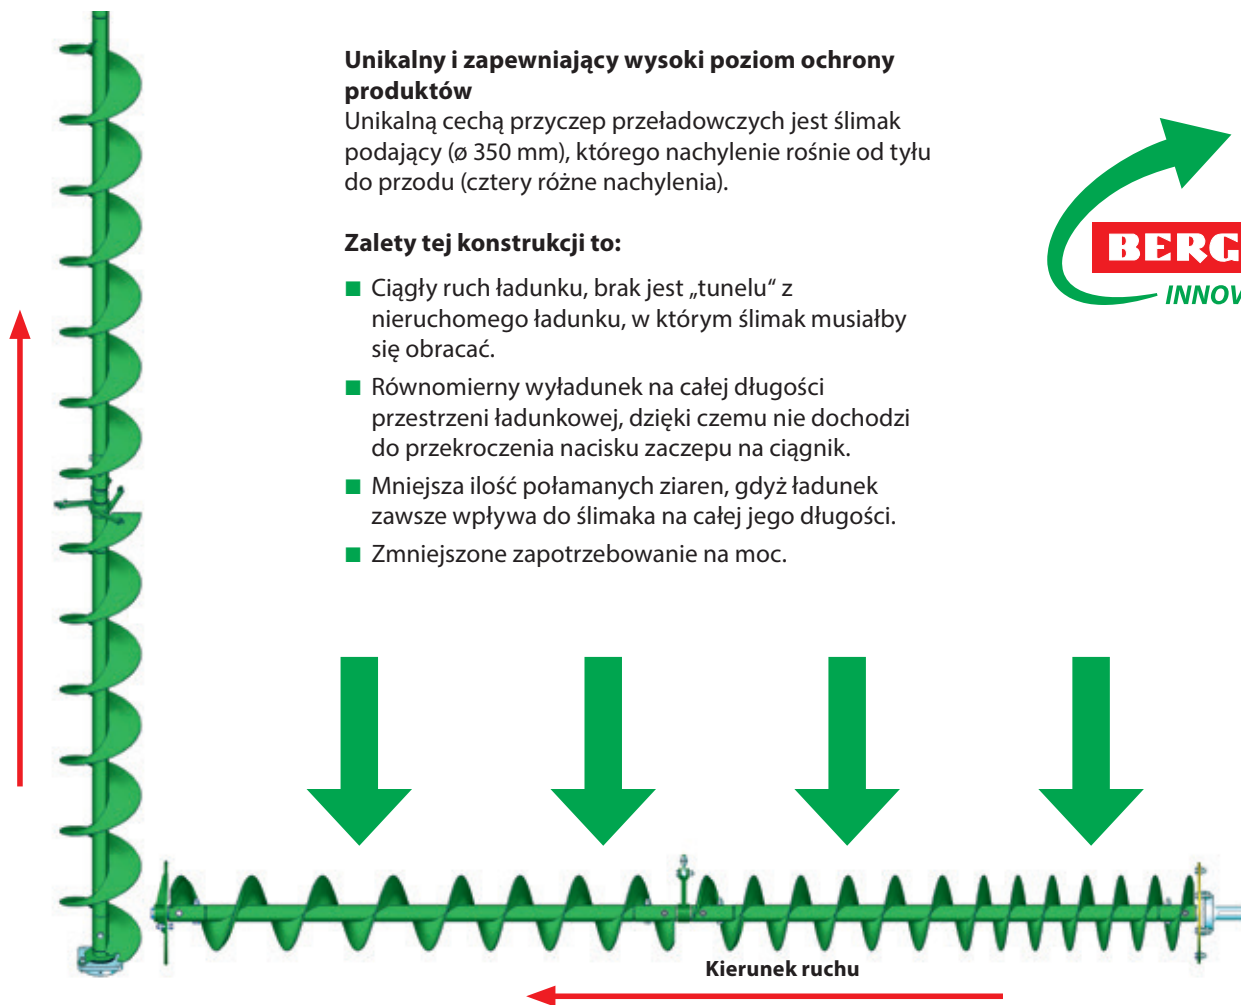 Unikalny i zapewniający wysoki poziom ochrony
produktów
Unikalną cechą przyczep przeładowczych jest ślimak
podający (ø 350 mm), którego nachylenie rośnie od tyłu
do przodu (cztery różne nachylenia).
Zalety tej konstrukcji to:
■ Ciągły ruch ładunku, brak jest „tunelu“ z
nieruchomego ładunku, w którym ślimak musiałby
się obracać.
■ Równomierny wyładunek na całej długości
przestrzeni ładunkowej, dzięki czemu nie dochodzi
do przekroczenia nacisku zaczepu na ciągnik.
■ Mniejsza ilość połamanych ziaren, gdyż ładunek
zawsze wpływa do ślimaka na całej jego długości.
■ Zmniejszone zapotrzebowanie na moc.
BERG
INNOV
Kierunek ruchu